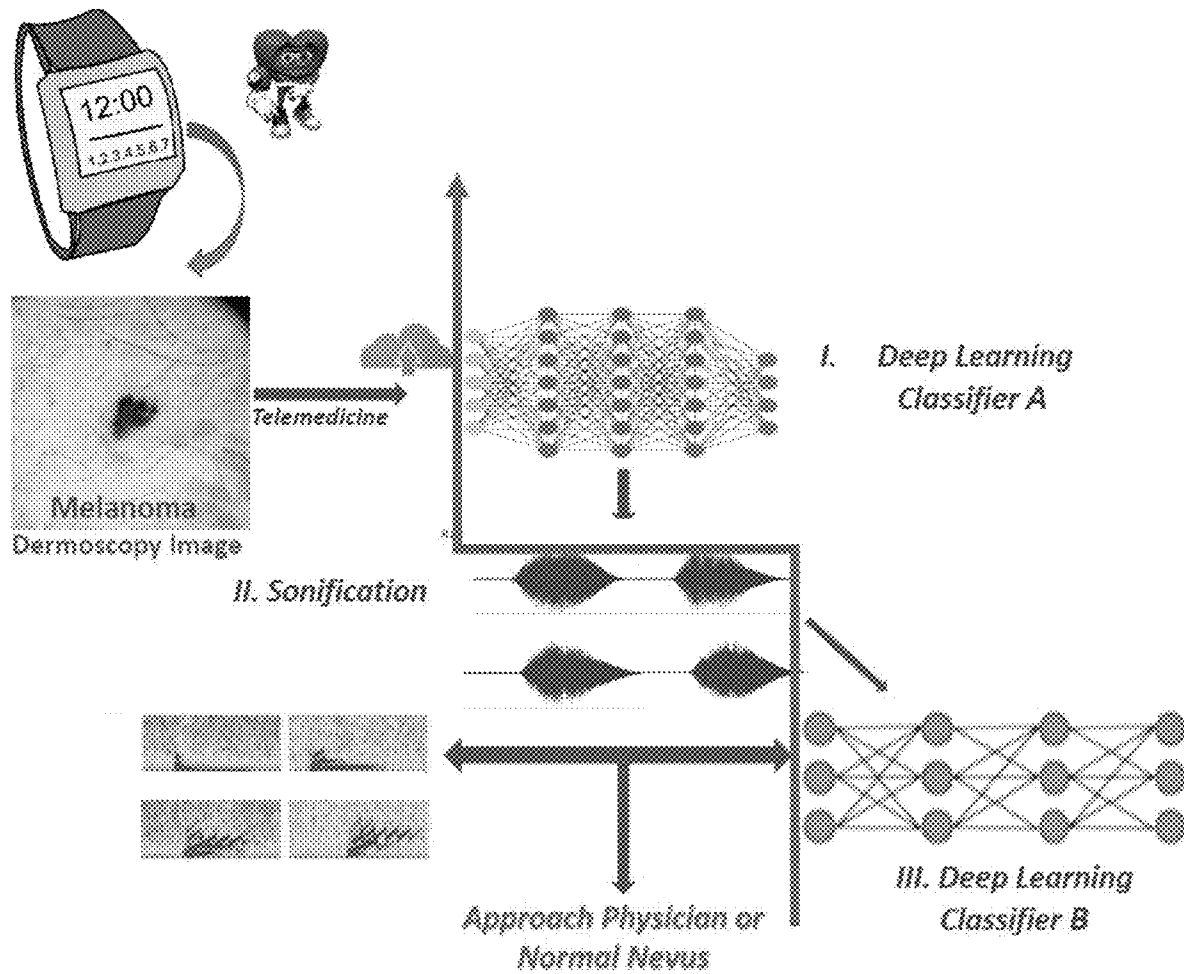 12:00
1,2,3,4,5,6,7
I. Deep Learning
Classifier A
Telemedicine
Melanoma
Dermoscopy Image
II. Sonification
III. Deep Learning
Classifier B
Approach Physician or
Normal Nevus